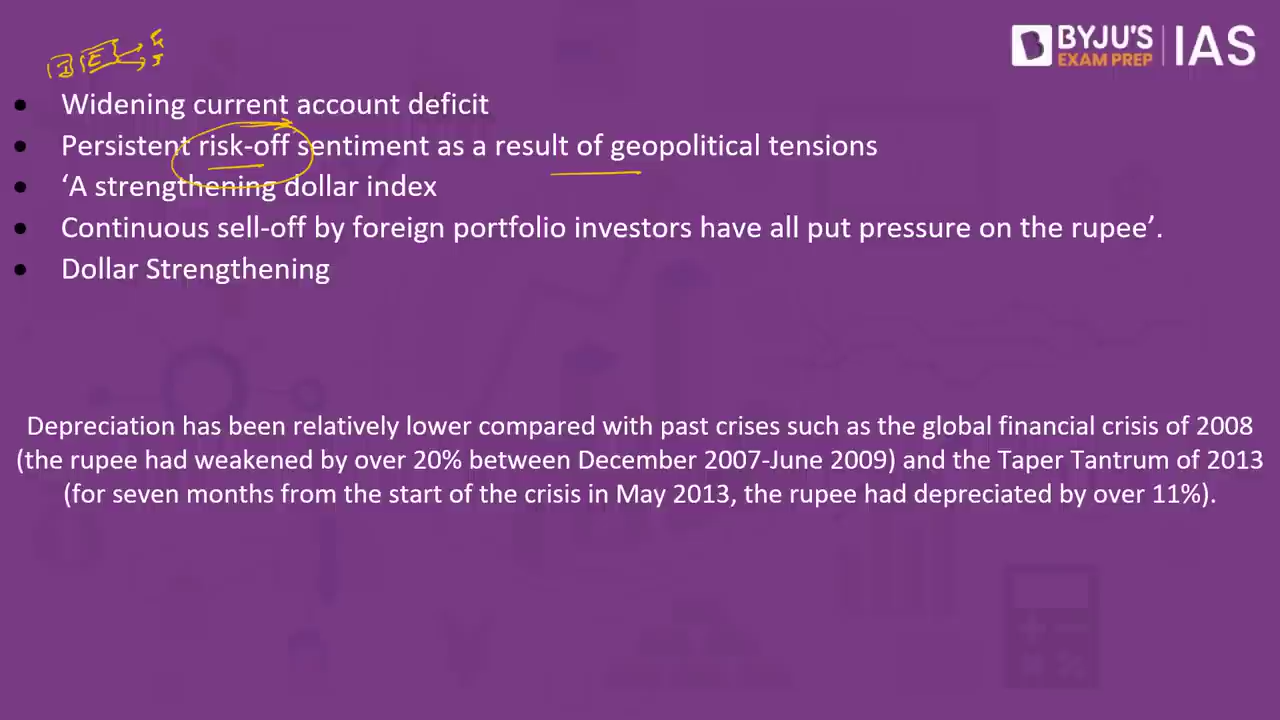 BYJU'S
EXAM PREP
IAS
Widening current account deficit
Persistent risk-off sentiment as a result of geopolitical tensions
‘A strengthening dollar index
Continuous sell-off by foreign portfolio investors have all put pressure on the rupee’.
Dollar Strengthening
Depreciation has been relatively lower compared with past crises such as the global financial crisis of 2008
(the rupee had weakened by over 20% between December 2007-June 2009) and the Taper Tantrum of 2013
(for seven months from the start of the crisis in May 2013, the rupee had depreciated by over 11%).